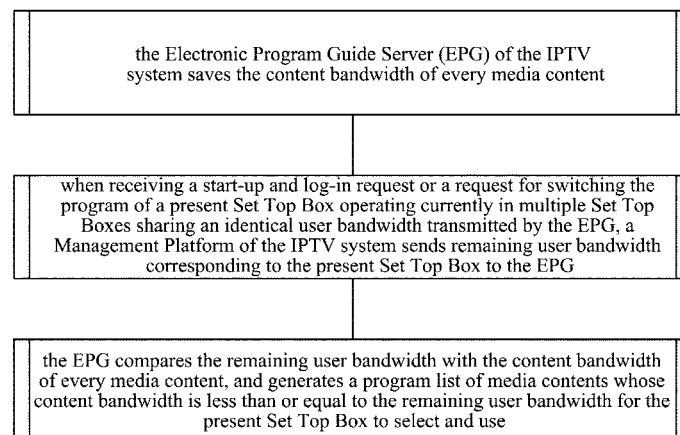 the Electronic Program Guide Server (EPG) of the IPTV
system saves the content bandwidth of every media content
when receiving a start-up and log-in request or a request for switching the
program of a present Set Top Box operating currently in multiple Set Top
Boxes sharing an identical user bandwidth transmitted by the EPG, a
Management Platform of the IPTV system sends remaining user bandwidth
corresponding to the present Set Top Box to the EPG
the EPG compares the remaining user bandwidth with the content bandwidth
of every media content, and generates a program list of media contents whose
content bandwidth is less than or equal to the remaining user bandwidth for the
present Set Top Box to select and use